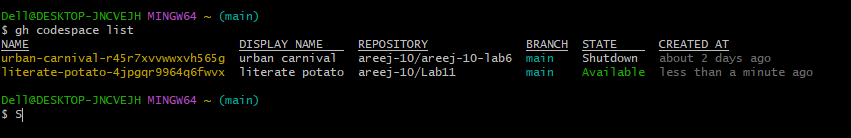 Dell@DESKTOP-JNCVEJH MINGW64 ~ (main)
$ gh codespace list
NAME DISPLAY NAME REPOSITORY BRANCH STATE CREATED AT
urban-carnival-r45r7xvvwwxvh565g urban carnival areej-10/areej-10-lab6 main Shutdown about 2 days ago
literate-potato-4jpgqr9964q6fwvx literate potato areej-10/Lab11 main Available less than a minute ago
Dell@DESKTOP-JNCVEJH MINGW64 ~ (main)
$ S